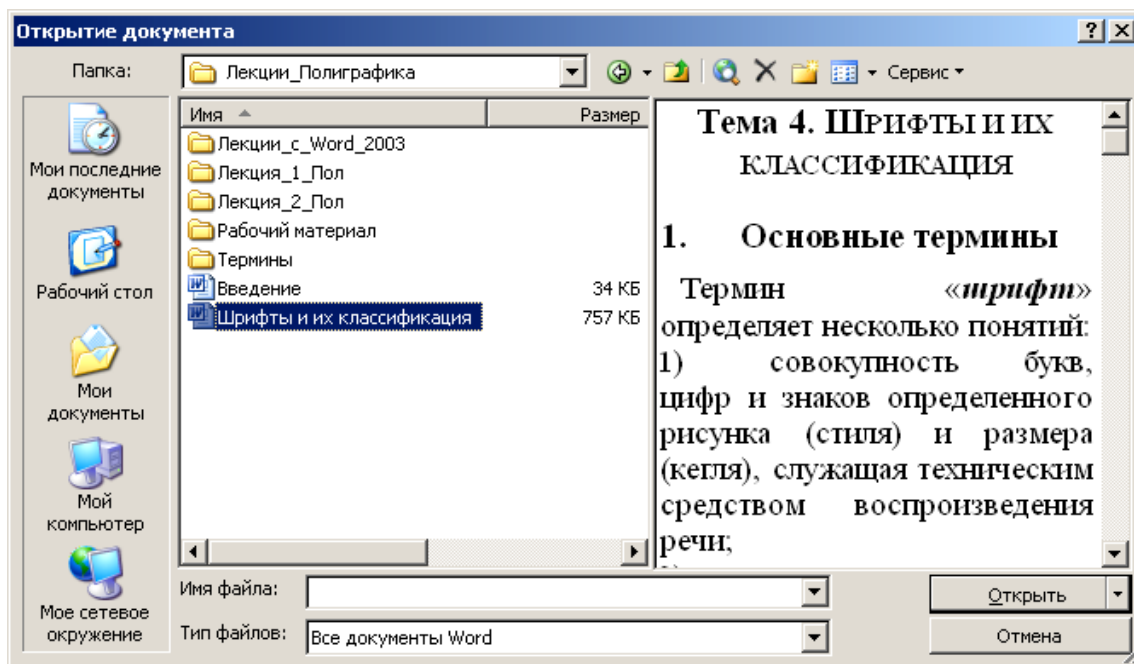 Открытие документа
Папка:
Лекции_Полиграфика
Сервис
Мои последние
документы
Рабочий стол
Мои
документы
Мой
компьютер
Мое сетевое
окружение
Имя Размер
Лекции_с_Word_2003
Лекция_1_Пол
Лекция_2_Пол
Рабочий материал
Термины
Введение 34 КБ
Шрифты и их классификация 757 КБ
Тема 4. Шрифты и их
классификация
1. Основные термины
Термин «шрифт»
определяет несколько понятий:
1) совокупность букв,
цифр и знаков определенного
рисунка (стиля) и размера
(кегля), служащая техническим
средством воспроизведения
речи;
Имя файла:
Открыть
Тип файлов: Все документы Word
Отмена